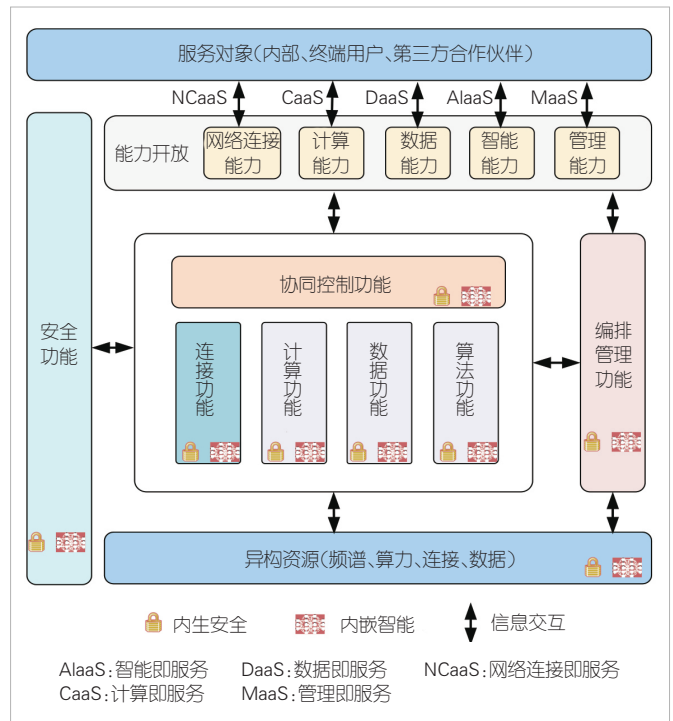 服务对象(内部、终端用户、第三方合作伙伴)
NCaaS
CaaS
DaaS
AIaaS
MaaS
能力开放
网络连接
能力
计算
能力
数据
能力
智能
能力
管理
能力
协同控制功能
安全
功能
连接功能
计算功能
数据功能
算法功能
编排
管理
功能
异构资源(频谱、算力、连接、数据)
内生安全
内嵌智能
信息交互
AIaaS:智能即服务
DaaS:数据即服务
NCaaS:网络连接即服务
CaaS:计算即服务
MaaS:管理即服务